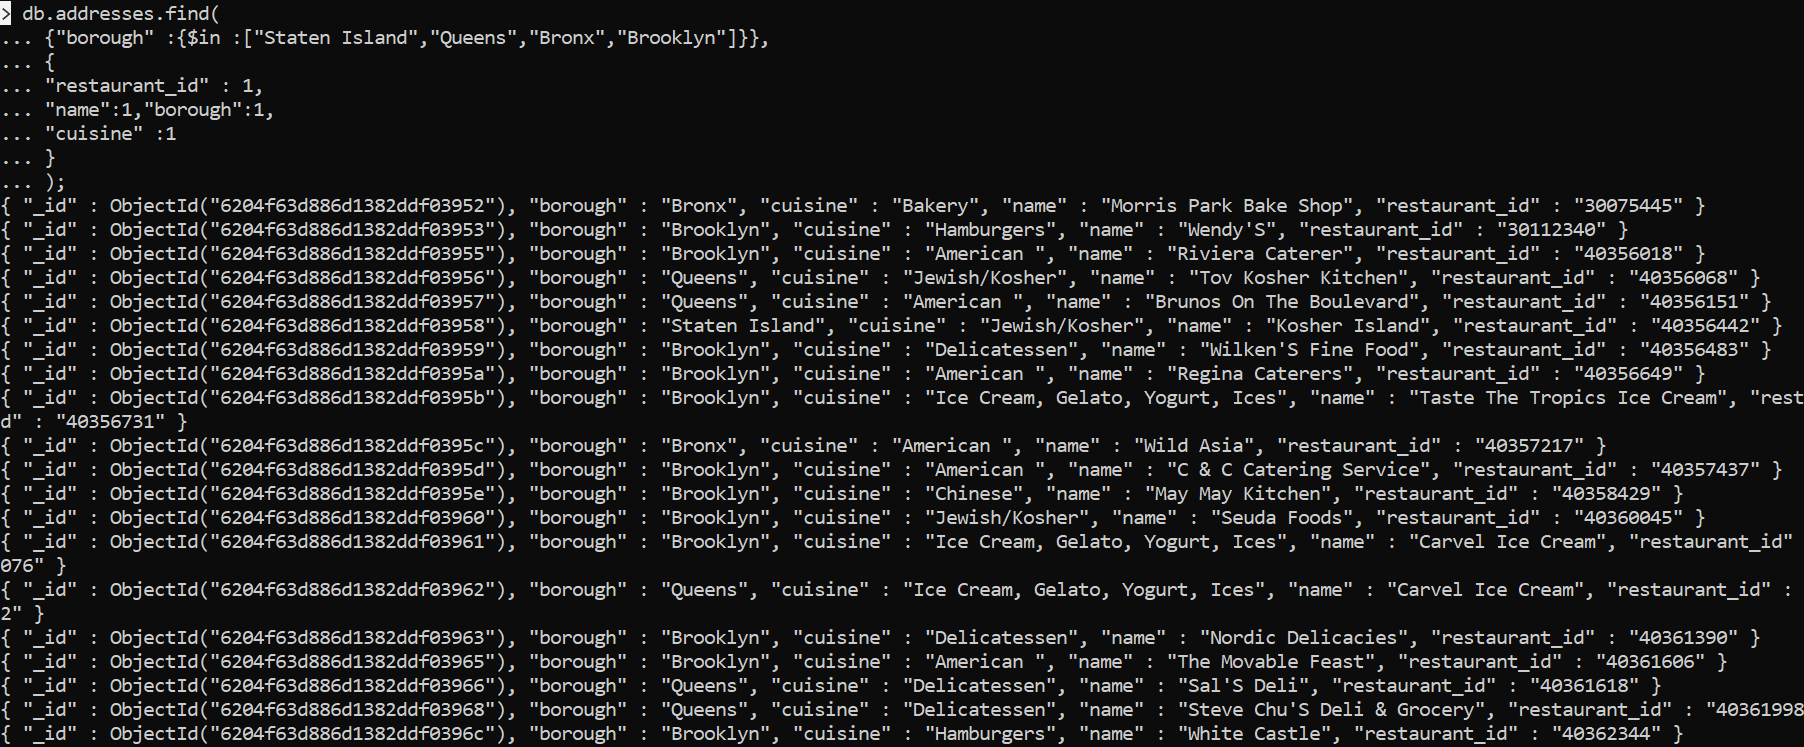 > db.addresses.find(
... {"borough" :{$in :["Staten Island","Queens","Bronx","Brooklyn"]}},
... {
... "restaurant_id" : 1,
... "name":1,"borough":1,
... "cuisine" :1
... }
... );
{ "_id" : ObjectId("6204f63d886d1382ddf03952"), "borough" : "Bronx", "cuisine" : "Bakery", "name" : "Morris Park Bake Shop", "restaurant_id" : "30075445" }
{ "_id" : ObjectId("6204f63d886d1382ddf03953"), "borough" : "Brooklyn", "cuisine" : "Hamburgers", "name" : "Wendy'S", "restaurant_id" : "30112340" }
{ "_id" : ObjectId("6204f63d886d1382ddf03955"), "borough" : "Brooklyn", "cuisine" : "American ", "name" : "Riviera Caterer", "restaurant_id" : "40356018" }
{ "_id" : ObjectId("6204f63d886d1382ddf03956"), "borough" : "Queens", "cuisine" : "Jewish/Kosher", "name" : "Tov Kosher Kitchen", "restaurant_id" : "40356068" }
{ "_id" : ObjectId("6204f63d886d1382ddf03957"), "borough" : "Queens", "cuisine" : "American ", "name" : "Brunos On The Boulevard", "restaurant_id" : "40356151" }
{ "_id" : ObjectId("6204f63d886d1382ddf03958"), "borough" : "Staten Island", "cuisine" : "Jewish/Kosher", "name" : "Kosher Island", "restaurant_id" : "40356442" }
{ "_id" : ObjectId("6204f63d886d1382ddf03959"), "borough" : "Brooklyn", "cuisine" : "Delicatessen", "name" : "Wilken'S Fine Food", "restaurant_id" : "40356483" }
{ "_id" : ObjectId("6204f63d886d1382ddf0395a"), "borough" : "Brooklyn", "cuisine" : "American ", "name" : "Regina Caterers", "restaurant_id" : "40356649" }
{ "_id" : ObjectId("6204f63d886d1382ddf0395b"), "borough" : "Brooklyn", "cuisine" : "Ice Cream, Gelato, Yogurt, Ices", "name" : "Taste The Tropics Ice Cream", "rest
d" : "40356731" }
{ "_id" : ObjectId("6204f63d886d1382ddf0395c"), "borough" : "Bronx", "cuisine" : "American ", "name" : "Wild Asia", "restaurant_id" : "40357217" }
{ "_id" : ObjectId("6204f63d886d1382ddf0395d"), "borough" : "Brooklyn", "cuisine" : "American ", "name" : "C & C Catering Service", "restaurant_id" : "40357437" }
{ "_id" : ObjectId("6204f63d886d1382ddf0395e"), "borough" : "Brooklyn", "cuisine" : "Chinese", "name" : "May May Kitchen", "restaurant_id" : "40358429" }
{ "_id" : ObjectId("6204f63d886d1382ddf03960"), "borough" : "Brooklyn", "cuisine" : "Jewish/Kosher", "name" : "Seuda Foods", "restaurant_id" : "40360045" }
{ "_id" : ObjectId("6204f63d886d1382ddf03961"), "borough" : "Brooklyn", "cuisine" : "Ice Cream, Gelato, Yogurt, Ices", "name" : "Carvel Ice Cream", "restaurant_id"
076" }
{ "_id" : ObjectId("6204f63d886d1382ddf03962"), "borough" : "Queens", "cuisine" : "Ice Cream, Gelato, Yogurt, Ices", "name" : "Carvel Ice Cream", "restaurant_id" :
2" }
{ "_id" : ObjectId("6204f63d886d1382ddf03963"), "borough" : "Brooklyn", "cuisine" : "Delicatessen", "name" : "Nordic Delicacies", "restaurant_id" : "40361390" }
{ "_id" : ObjectId("6204f63d886d1382ddf03965"), "borough" : "Brooklyn", "cuisine" : "American ", "name" : "The Movable Feast", "restaurant_id" : "40361606" }
{ "_id" : ObjectId("6204f63d886d1382ddf03966"), "borough" : "Queens", "cuisine" : "Delicatessen", "name" : "Sal'S Deli", "restaurant_id" : "40361618" }
{ "_id" : ObjectId("6204f63d886d1382ddf03968"), "borough" : "Queens", "cuisine" : "Delicatessen", "name" : "Steve Chu'S Deli & Grocery", "restaurant_id" : "40361998
{ "_id" : ObjectId("6204f63d886d1382ddf0396c"), "borough" : "Brooklyn", "cuisine" : "Hamburgers", "name" : "White Castle", "restaurant_id" : "40362344" }